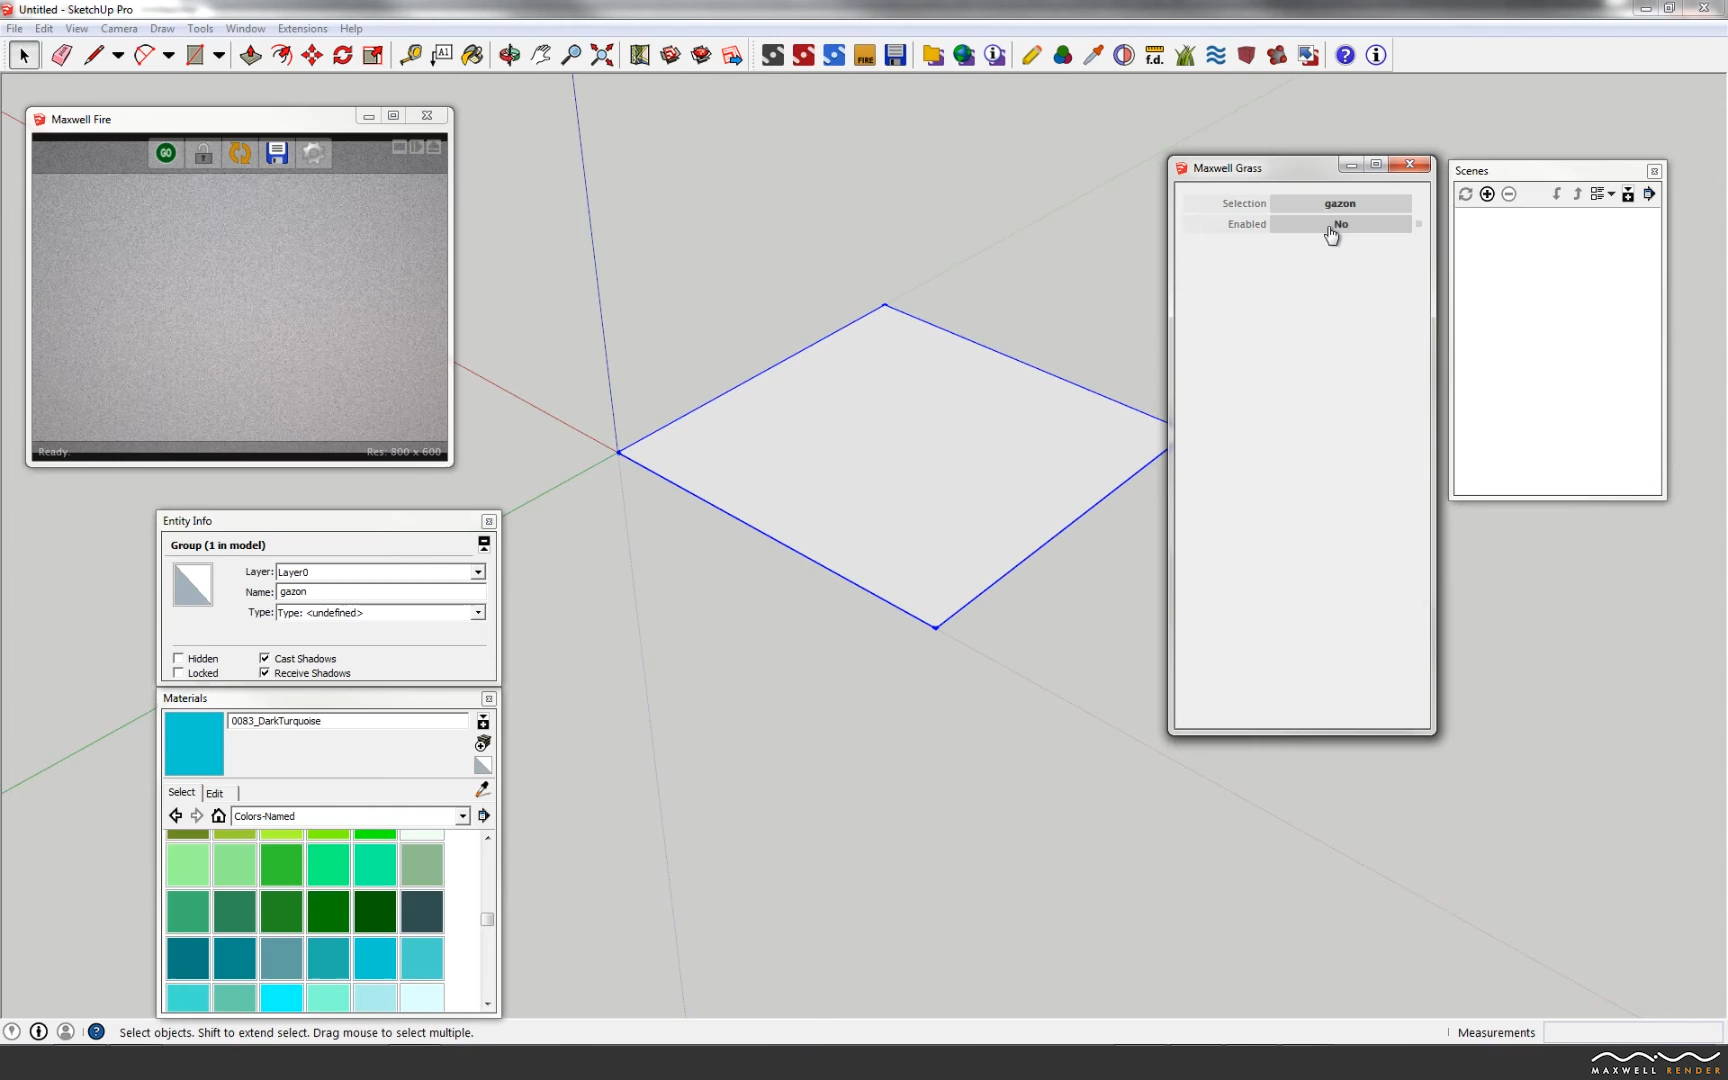 Untitled - SketchUp Pro
File Edit View Camera Draw Tools Window Extensions Help
A1
FIRE
f.d.
Maxwell Fire
GO
Ready. Res: 800 x 600
Maxwell Grass
Selection gazon
Enabled No
Scenes
Entity Info
Group (1 in model)
Layer: Layer0
Name: gazon
Type: Type: <undefined>
Hidden Cast Shadows
Locked Receive Shadows
Materials
0083_DarkTurquoise
Select Edit
Colors-Named
Select objects. Shift to extend select. Drag mouse to select multiple.
Measurements
MAXWELL RENDER